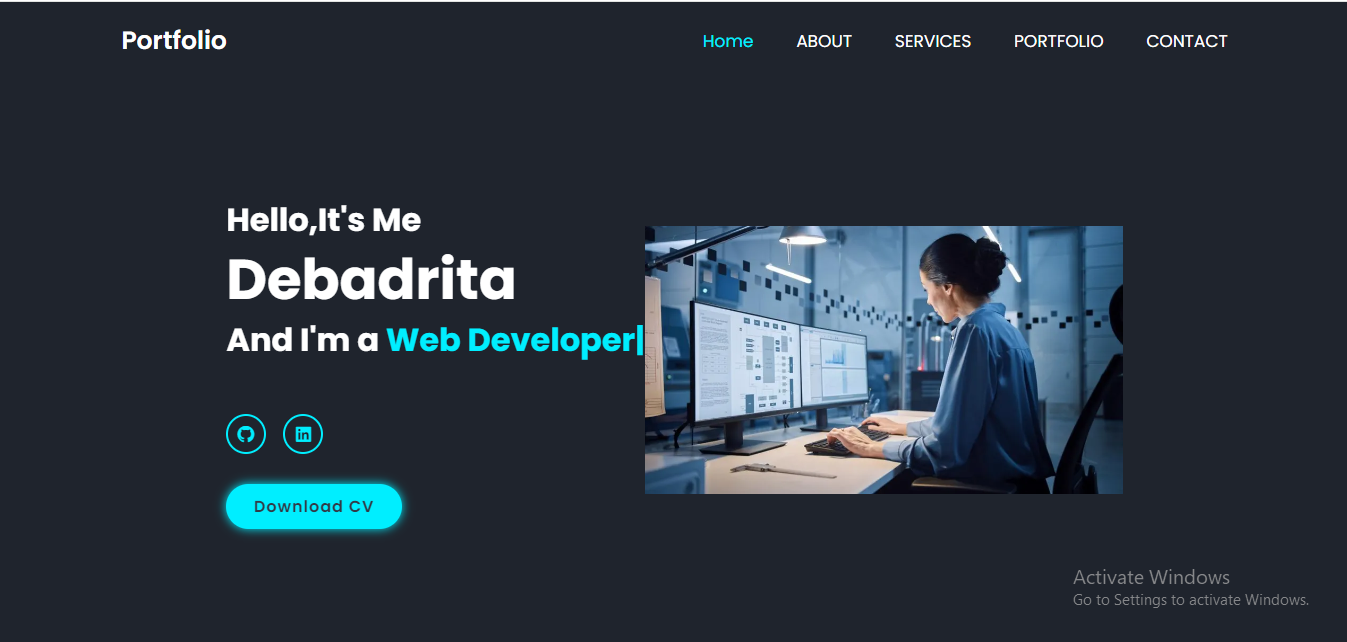 Portfolio
Home ABOUT SERVICES PORTFOLIO CONTACT
Hello,It's Me
Debadrita
And I'm a Web Developer|
Download CV
Activate Windows
Go to Settings to activate Windows.